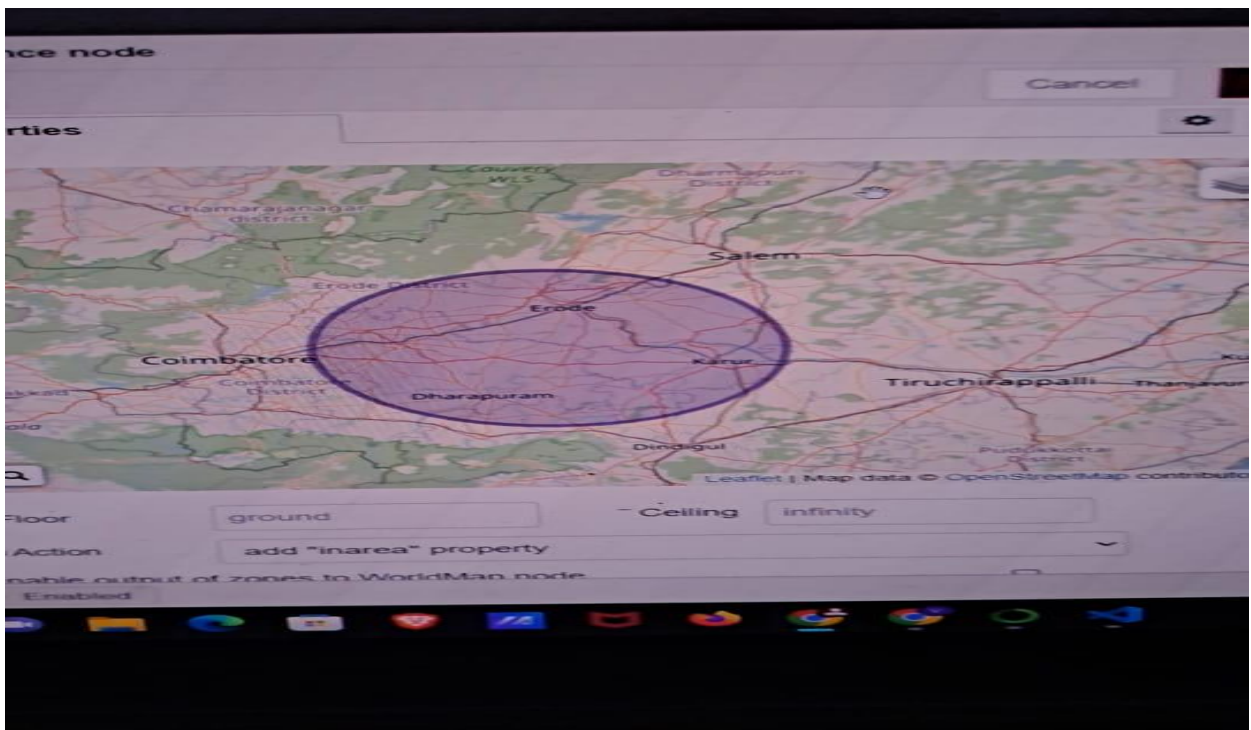 nce node
Cancel
rties
Cauvery
WLS
Dharmapuri
District
Chamarajanagar
district
Salem
Erode District
Erode
Coimbatore
Karur
Coimbatore
District
Dharapuram
Tiruchirappalli
Thanjavur
Dindigul
Pudukkottai
District
Leaflet | Map data © OpenStreetMap contributo
Floor
ground
Ceiling
infinity
Action
add "inarea" property
nable output of zones to WorldMap node
Enabled